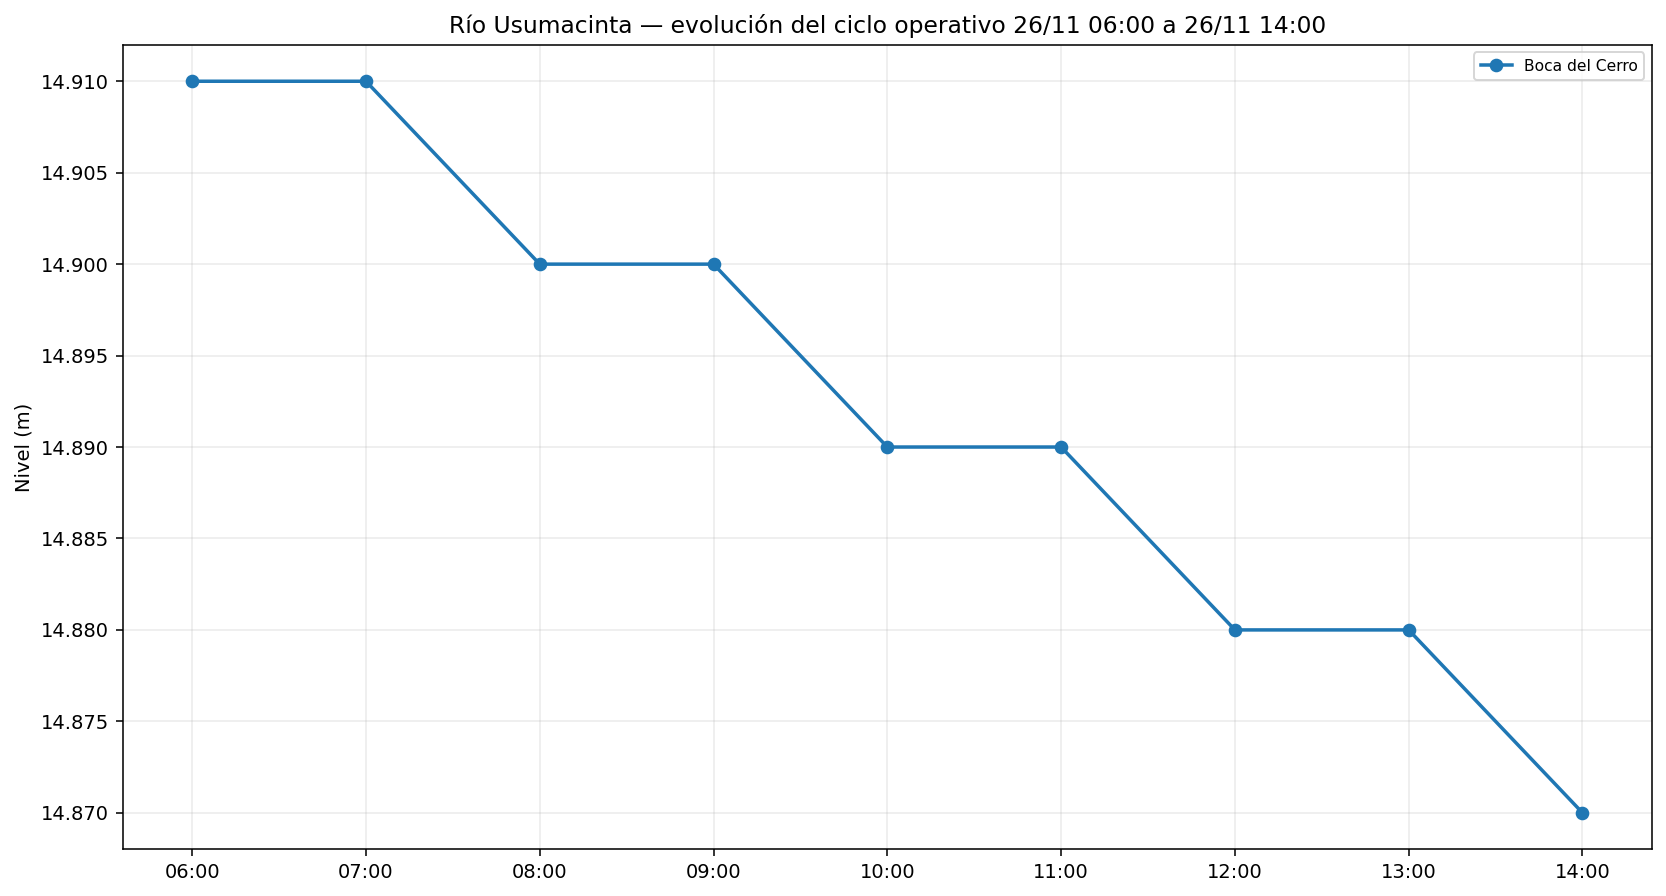 Río Usumacinta — evolución del ciclo operativo 26/11 06:00 a 26/11 14:00
Boca del Cerro
Nivel (m)
14.910
14.905
14.900
14.895
14.890
14.885
14.880
14.875
14.870
06:00 07:00 08:00 09:00 10:00 11:00 12:00 13:00 14:00